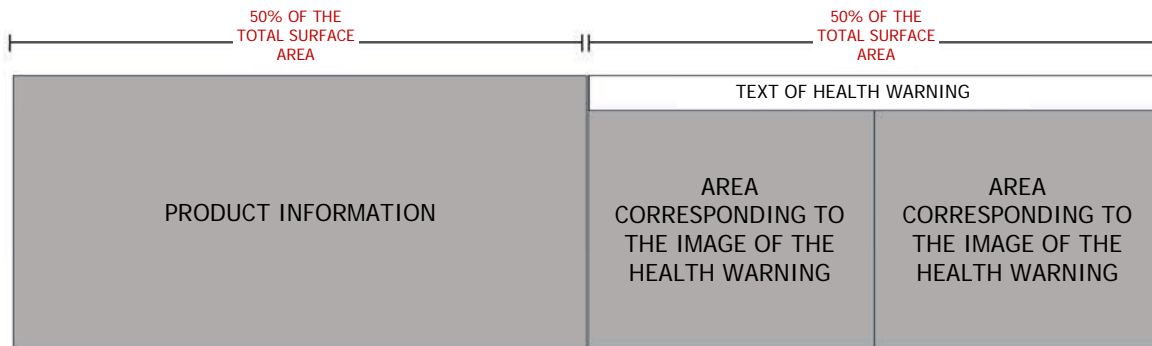 50% OF THE
TOTAL SURFACE
AREA
50% OF THE
TOTAL SURFACE
AREA
PRODUCT INFORMATION
TEXT OF HEALTH WARNING
AREA
CORRESPONDING TO
THE IMAGE OF THE
HEALTH WARNING
AREA
CORRESPONDING TO
THE IMAGE OF THE
HEALTH WARNING